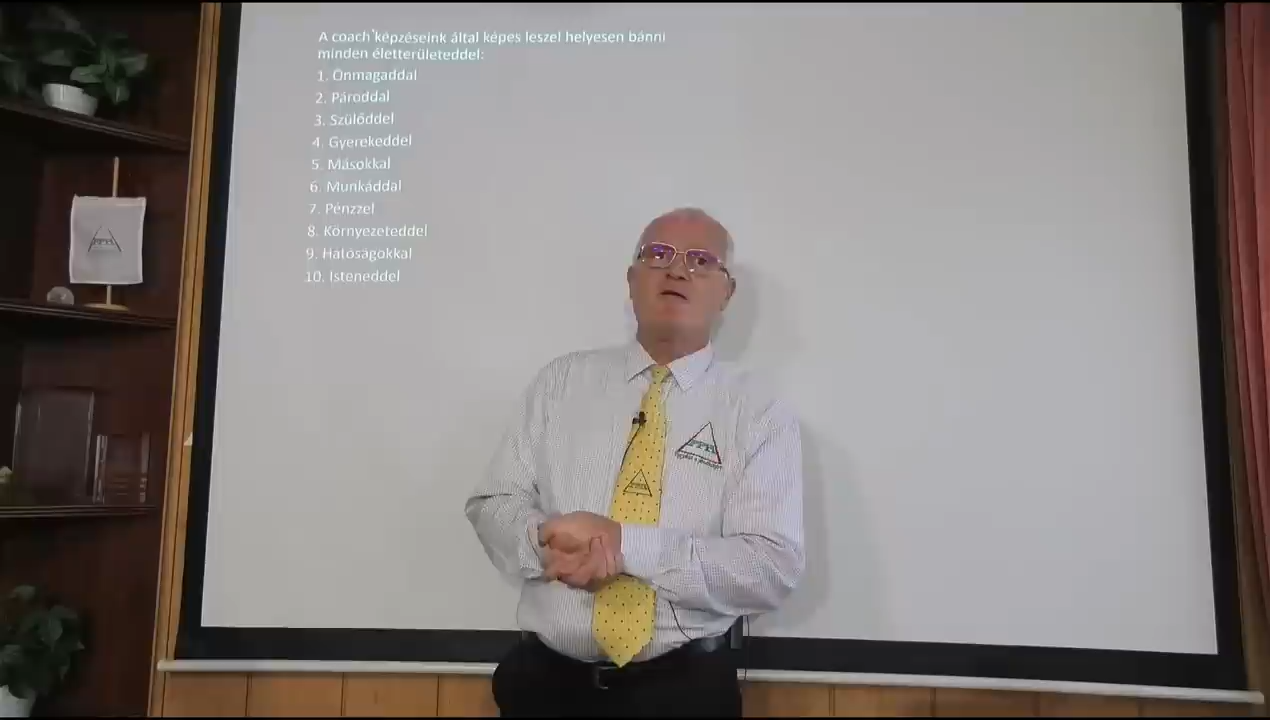 A coach képzéseink által képes leszel helyesen bánni
minden életterületeddel:
1. Önmagaddal
2. Pároddal
3. Szülőddel
4. Gyerekeddel
5. Másokkal
6. Munkáddal
7. Pénzzel
8. Környezeteddel
9. Hatóságokkal
10. Isteneddel